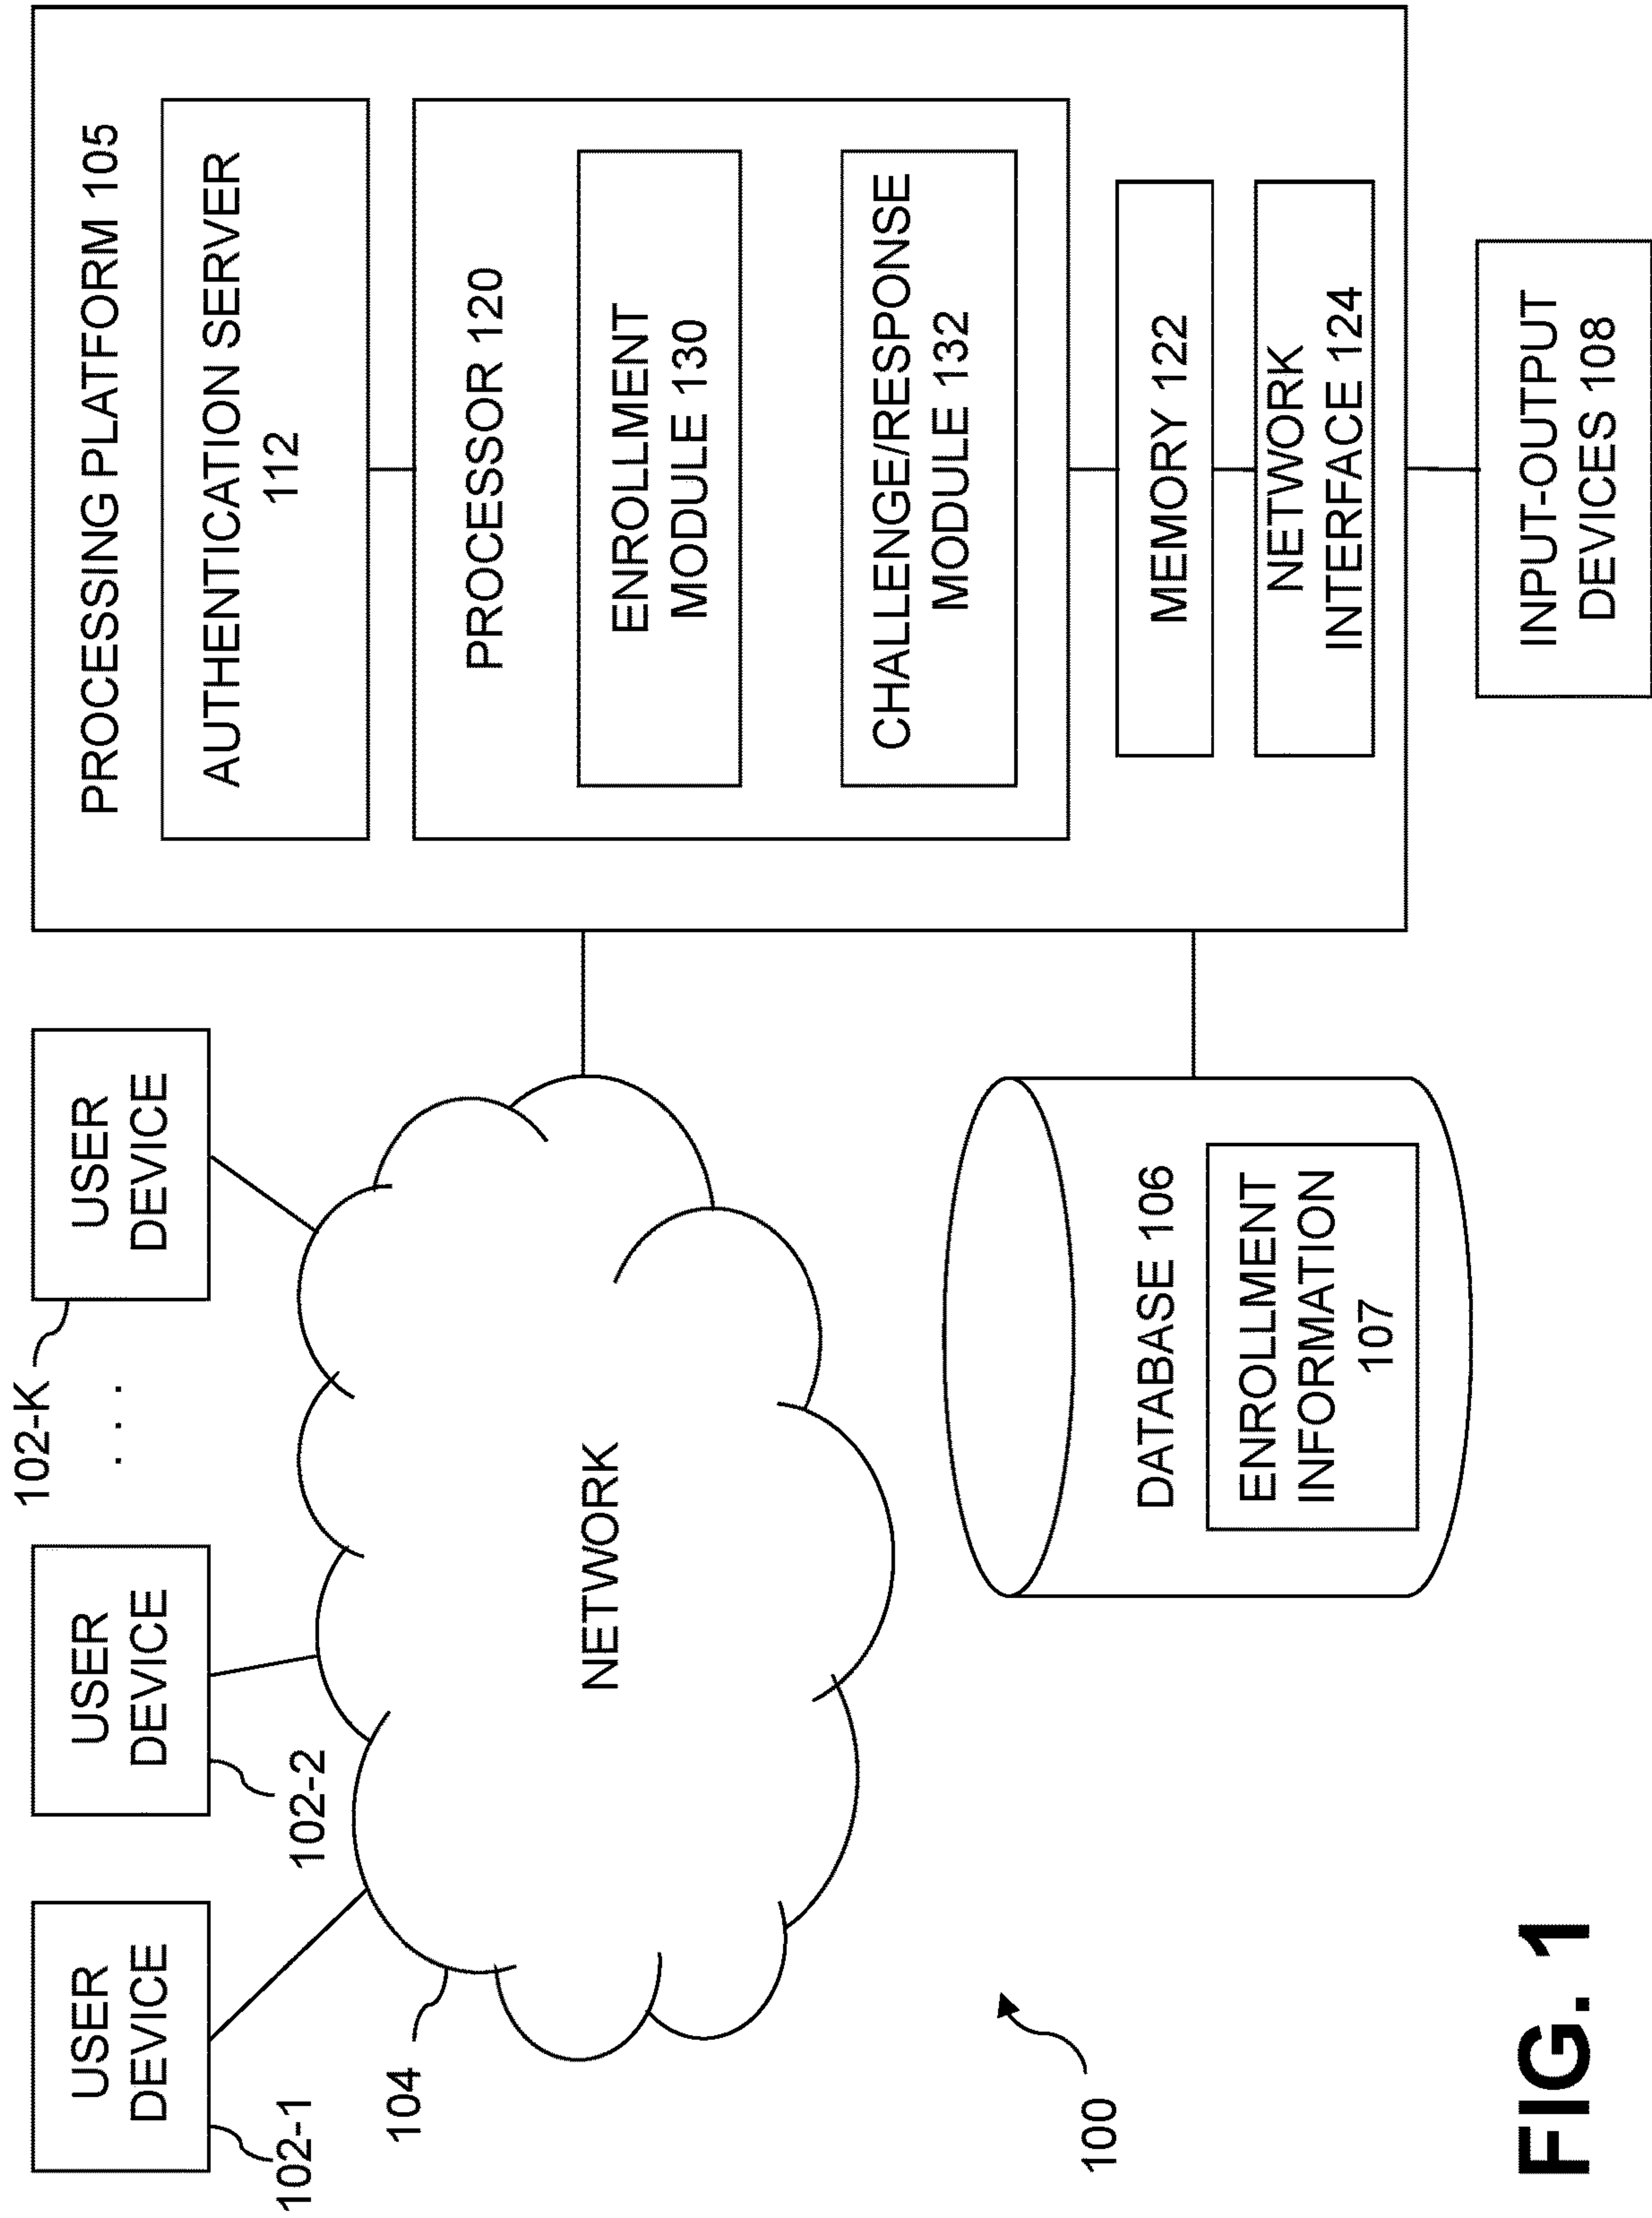 102-1
USER
DEVICE
102-2
USER
DEVICE
102-K
. . .
USER
DEVICE
104
NETWORK
100
DATABASE 106
ENROLLMENT
INFORMATION
107
PROCESSING PLATFORM 105
AUTHENTICATION SERVER
112
PROCESSOR 120
ENROLLMENT
MODULE 130
CHALLENGE/RESPONSE
MODULE 132
MEMORY 122
NETWORK
INTERFACE 124
INPUT-OUTPUT
DEVICES 108
FIG. 1